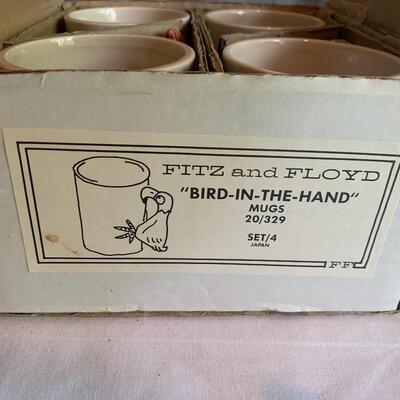 FITZ and FLOYD
"BIRD-IN-THE-HAND"
MUGS
20/329
SET/4
JAPAN
FF